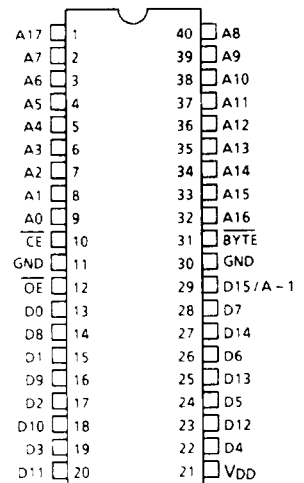 A17 1 40 A8
A7 2 39 A9
A6 3 38 A10
A5 4 37 A11
A4 5 36 A12
A3 6 35 A13
A2 7 34 A14
A1 8 33 A15
A0 9 32 A16
CE 10 31 BYTE
GND 11 30 GND
OE 12 29 D15/A-1
D0 13 28 D7
D8 14 27 D14
D1 15 26 D6
D9 16 25 D13
D2 17 24 D5
D10 18 23 D12
D3 19 22 D4
D11 20 21 VDD